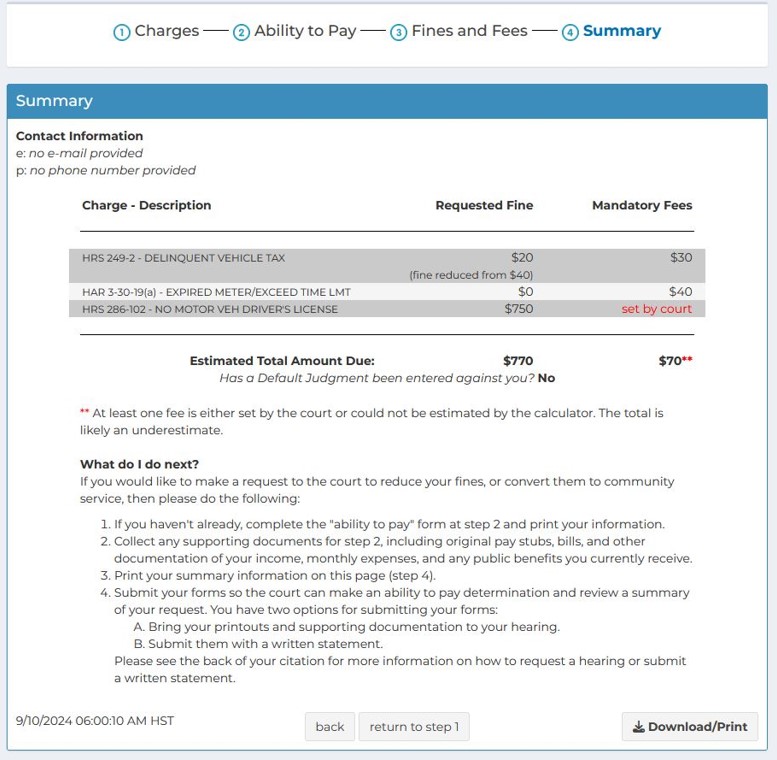 1 Charges — 2 Ability to Pay — 3 Fines and Fees — 4 Summary
Summary
Contact Information
e: no e-mail provided
p: no phone number provided
Charge - Description Requested Fine Mandatory Fees
HRS 249-2 - DELINQUENT VEHICLE TAX $20 $30
(fine reduced from $40)
HAR 3-30-19(a) - EXPIRED METER/EXCEED TIME LMT $0 $40
HRS 286-102 - NO MOTOR VEH DRIVER'S LICENSE $750 set by court
Estimated Total Amount Due: $770 $70**
Has a Default Judgment been entered against you? No
** At least one fee is either set by the court or could not be estimated by the calculator. The total is
likely an underestimate.
What do I do next?
If you would like to make a request to the court to reduce your fines, or convert them to community
service, then please do the following:
1. If you haven't already, complete the "ability to pay" form at step 2 and print your information.
2. Collect any supporting documents for step 2, including original pay stubs, bills, and other
documentation of your income, monthly expenses, and any public benefits you currently receive.
3. Print your summary information on this page (step 4).
4. Submit your forms so the court can make an ability to pay determination and review a summary
of your request. You have two options for submitting your forms:
A. Bring your printouts and supporting documentation to your hearing.
B. Submit them with a written statement.
Please see the back of your citation for more information on how to request a hearing or submit
a written statement.
9/10/2024 06:00:10 AM HST back return to step 1 Download/Print